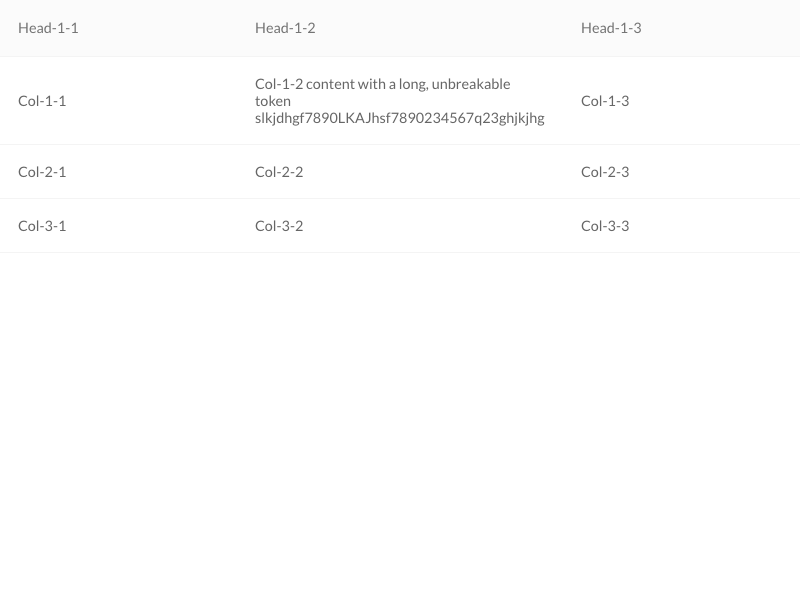 Head-1-1 Head-1-2 Head-1-3
Col-1-1 Col-1-2 content with a long, unbreakable Col-1-3
token
slkjdhgf7890LKAJhsf7890234567q23ghjkjhg
Col-2-1 Col-2-2 Col-2-3
Col-3-1 Col-3-2 Col-3-3